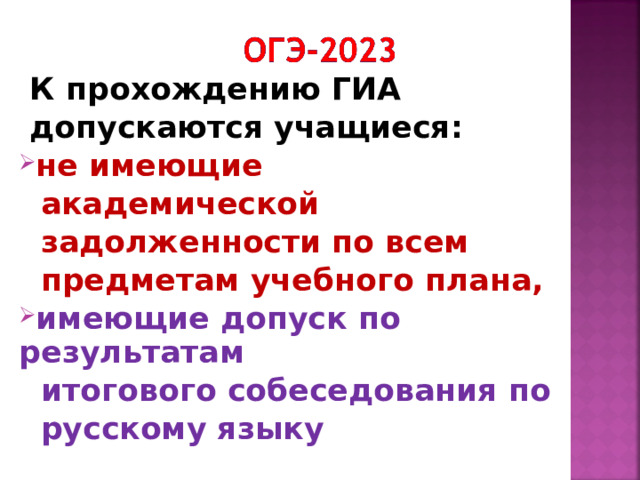 ОГЭ-2023
К прохождению ГИА
допускаются учащиеся:
не имеющие
академической
задолженности по всем
предметам учебного плана,
имеющие допуск по
результатам
итогового собеседования по
русскому языку